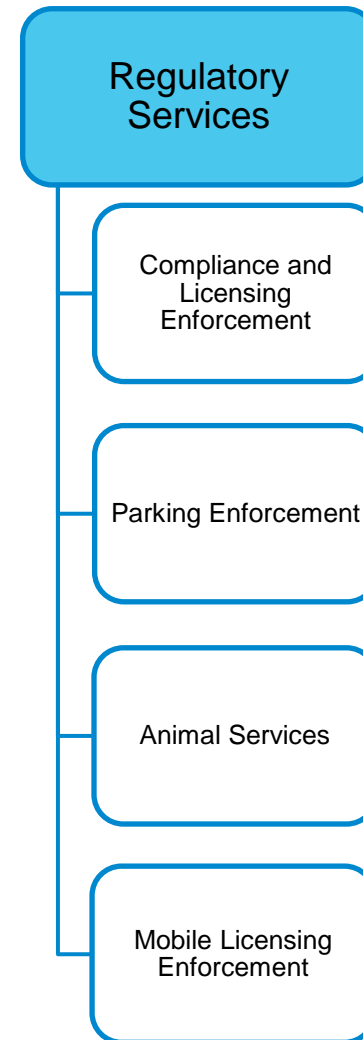 Regulatory
Services
Compliance and
Licensing
Enforcement
Parking Enforcement
Animal Services
Mobile Licensing
Enforcement